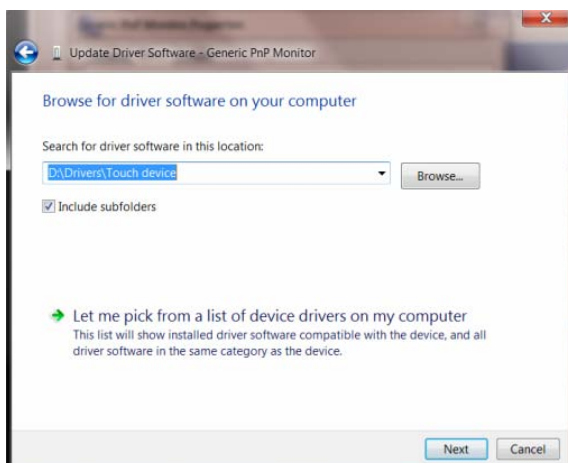 Update Driver Software - Generic PnP Monitor
Browse for driver software on your computer
Search for driver software in this location:
D:\Drivers\Touch device
Browse...
Include subfolders
Let me pick from a list of device drivers on my computer
This list will show installed driver software compatible with the device, and all
driver software in the same category as the device.
Next
Cancel